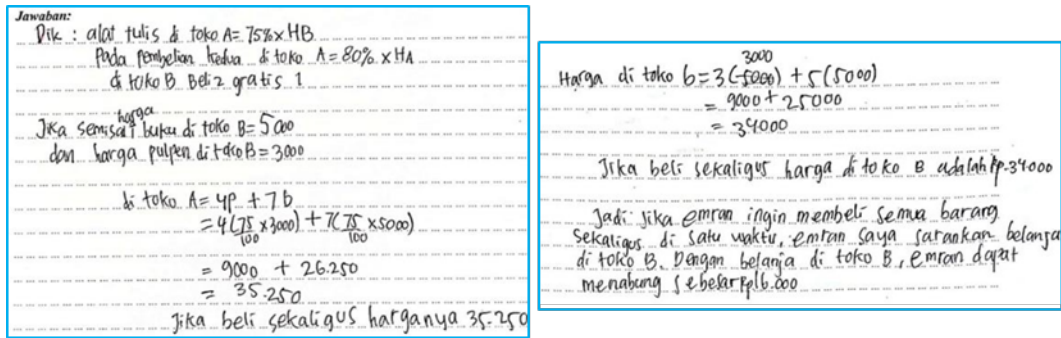 Jawaban:
Dik : alat tulis di toko A = 75% x HB
Pada pembelian kedua di toko A = 80% x HA
di toko B Beli 2 gratis 1
harga
Jika semisal buku di toko B = 5000
dan harga pulpen di toko B = 3000
di toko A = 4p + 7b
= 4(75/100 x 3000) + 7(75/100 x 5000)
= 9000 + 26.250
= 35.250
Jika beli sekaligus harganya 35.250
3000
Harga di toko b = 3(5000) + 5(5000)
= 9000 + 25000
= 34000
Jika beli sekaligus harga di toko B adalah Rp.34000
Jadi Jika emran ingin membeli semua barang
sekaligus di satu waktu, emran saya sarankan belanja
di toko B. Dengan belanja di toko B, emran dapat
menabung sebesar Rp16.000